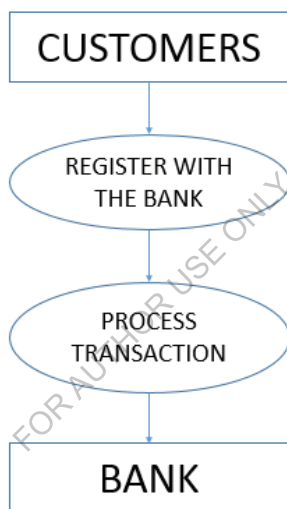 CUSTOMERS
REGISTER WITH
THE BANK
PROCESS
TRANSACTION
BANK
FOR AUTHOR USE ONLY